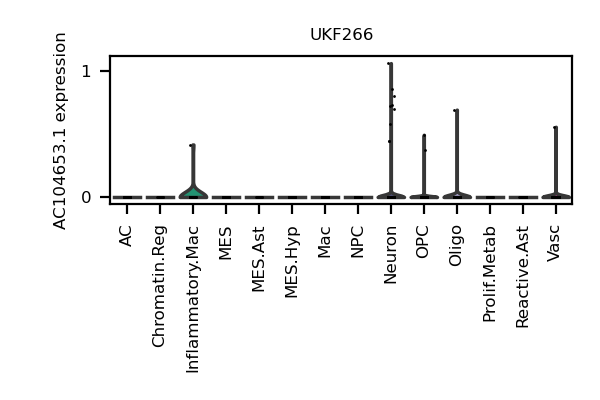 UKF266
AC104653.1 expression
1
0
AC
Chromatin.Reg
Inflammatory.Mac
MES
MES.Ast
MES.Hyp
Mac
NPC
Neuron
OPC
Oligo
Prolif.Metab
Reactive.Ast
Vasc